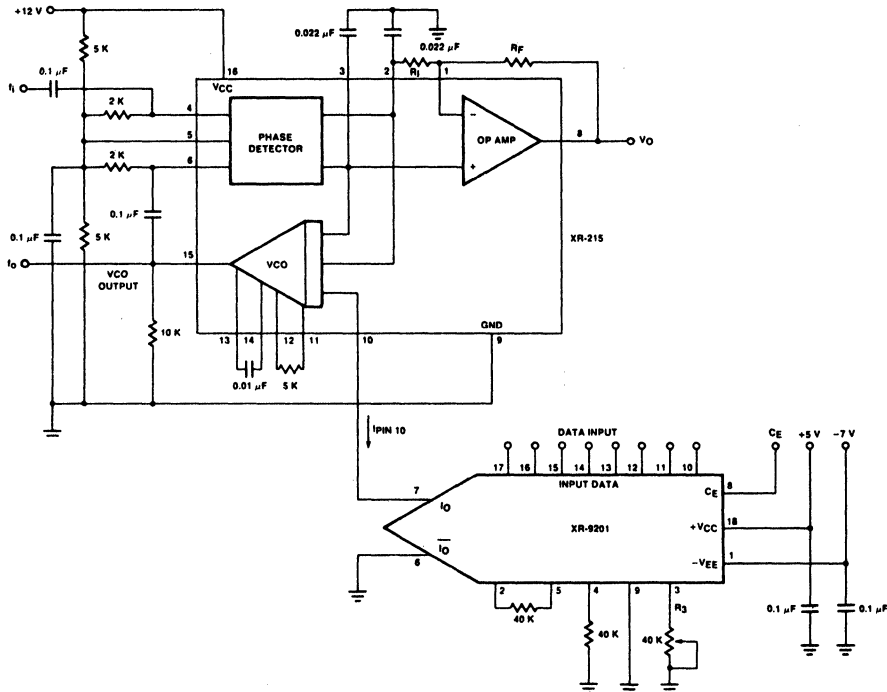 +12 V
5 K
0.022 μF
0.022 μF
0.1 μF
16
3
2
RI
1
RF
fi
VCC
2 K
4
PHASE
DETECTOR
−
OP AMP
+
8
VO
5
2 K
6
0.1 μF
0.1 μF
5 K
XR-215
15
VCO
fo
VCO
OUTPUT
10 K
GND
13
14
12
11
10
9
0.01 μF
5 K
IPIN 10
DATA INPUT
CE
+5 V
−7 V
17
16
15
14
13
12
11
10
INPUT DATA
8
CE
7
IO
XR-9201
+VCC
18
IO
6
−VEE
1
2
5
4
9
3
R3
40 K
40 K
40 K
0.1 μF
0.1 μF